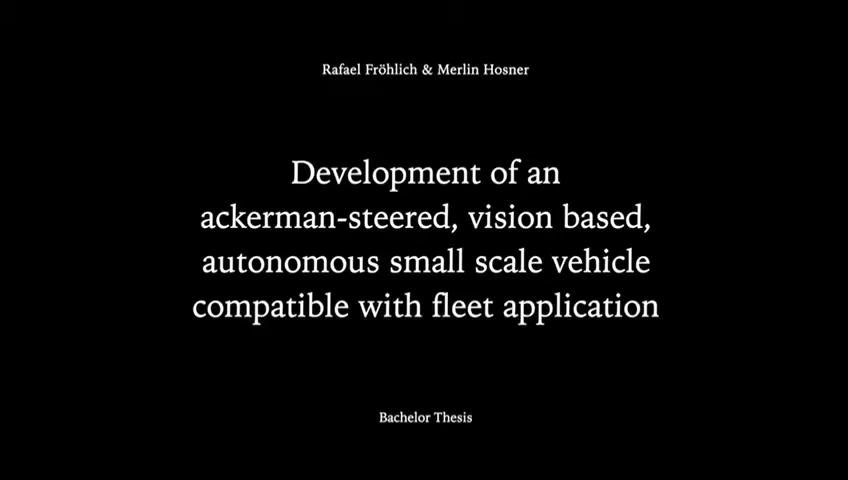 Rafael Fröhlich & Merlin Hosner
Development of an
ackerman-steered, vision based,
autonomous small scale vehicle
compatible with fleet application
Bachelor Thesis